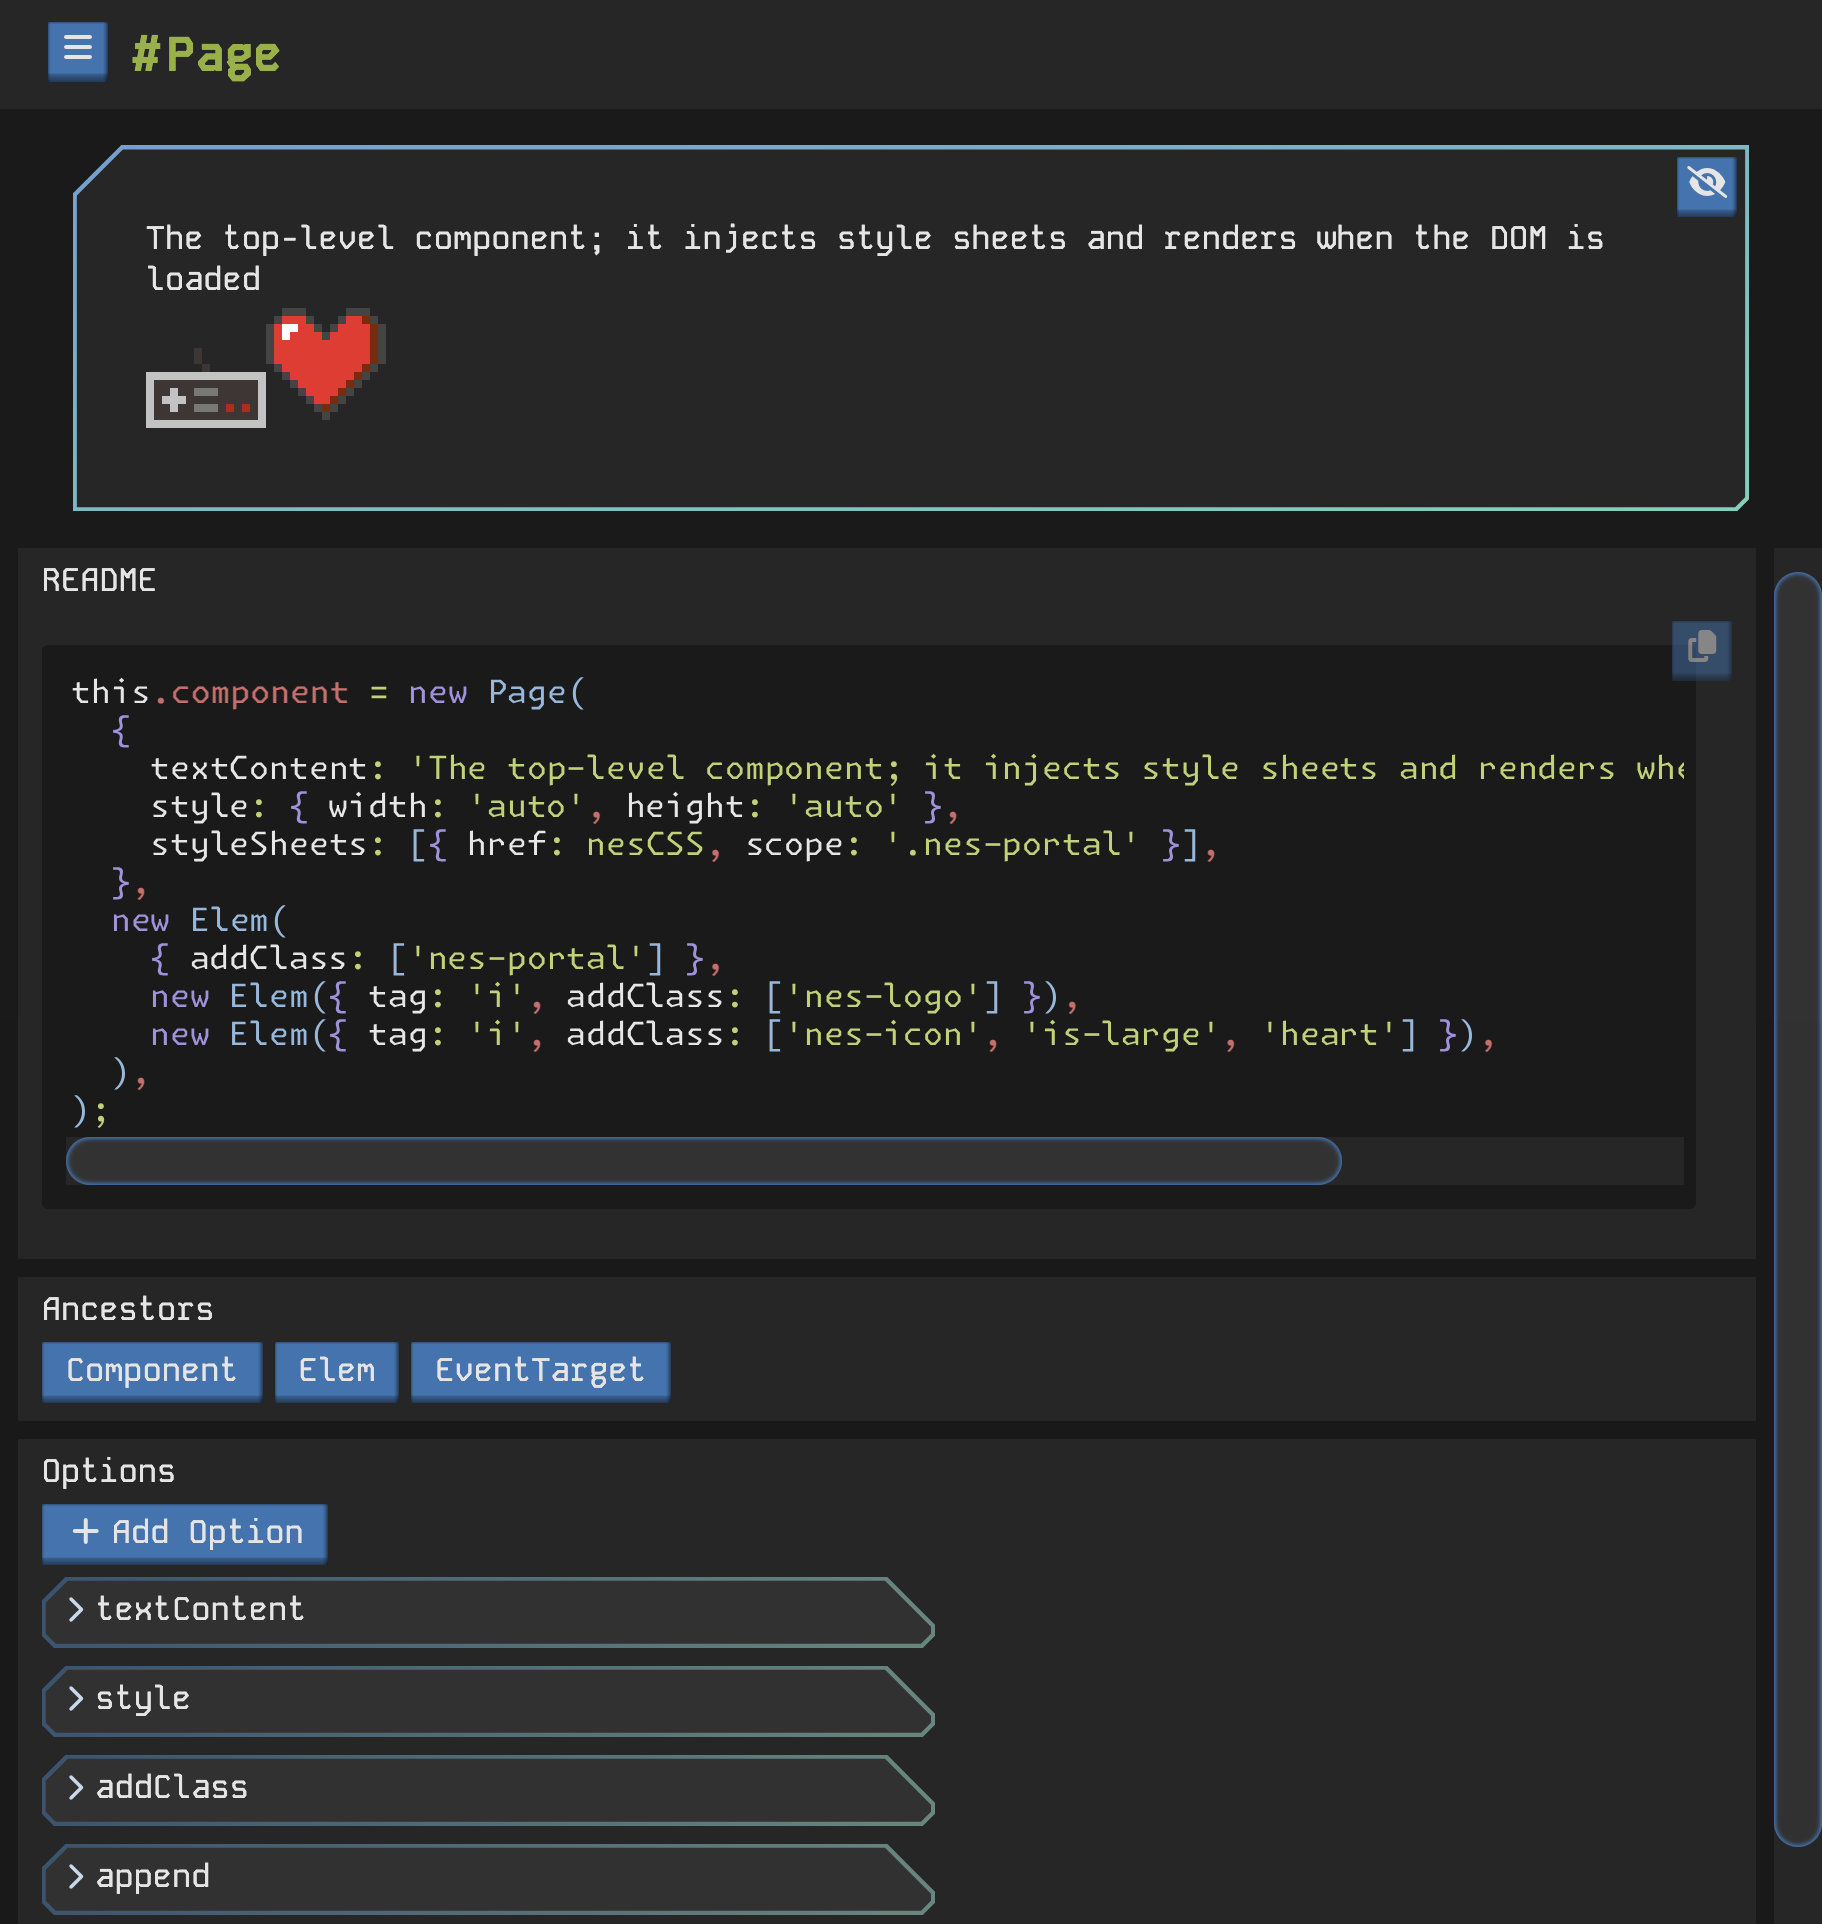 #Page
The top-level component; it injects style sheets and renders when the DOM is
loaded
README
this.component = new Page(
  {
    textContent: 'The top-level component; it injects style sheets and renders whe
    style: { width: 'auto', height: 'auto' },
    styleSheets: [{ href: nesCSS, scope: '.nes-portal' }],
  },
  new Elem(
    { addClass: ['nes-portal'] },
    new Elem({ tag: 'i', addClass: ['nes-logo'] }),
    new Elem({ tag: 'i', addClass: ['nes-icon', 'is-large', 'heart'] }),
  ),
);
Ancestors
Component Elem EventTarget
Options
+ Add Option
textContent
style
addClass
append